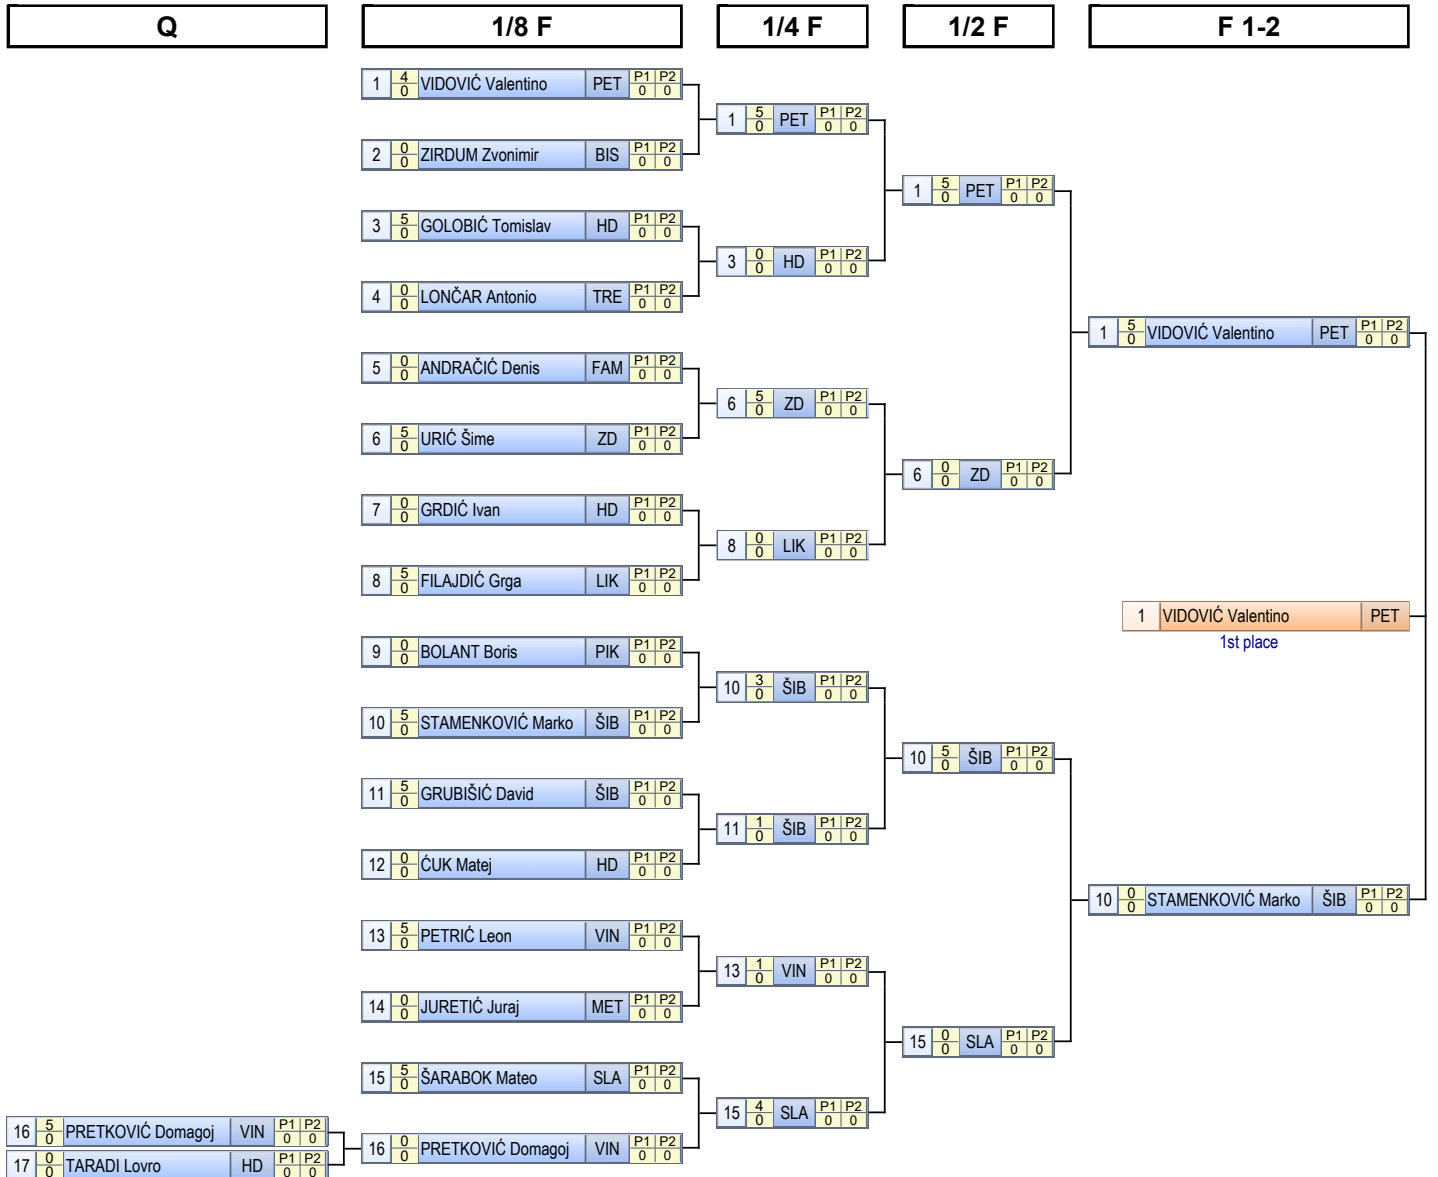 Q 1/8 F 1/4 F 1/2 F F 1-2
1 4 0 VIDOVIĆ Valentino PET P1 P2 0 0
2 0 0 ZIRDUM Zvonimir BIS P1 P2 0 0
3 5 0 GOLOBIĆ Tomislav HD P1 P2 0 0
4 0 0 LONČAR Antonio TRE P1 P2 0 0
5 0 0 ANDRAČIĆ Denis FAM P1 P2 0 0
6 5 0 URIĆ Šime ZD P1 P2 0 0
7 0 0 GRDIĆ Ivan HD P1 P2 0 0
8 5 0 FILAJDIĆ Grga LIK P1 P2 0 0
9 0 0 BOLANT Boris PIK P1 P2 0 0
10 5 0 STAMENKOVIĆ Marko ŠIB P1 P2 0 0
11 5 0 GRUBIŠIĆ David ŠIB P1 P2 0 0
12 0 0 ĆUK Matej HD P1 P2 0 0
13 5 0 PETRIĆ Leon VIN P1 P2 0 0
14 0 0 JURETIĆ Juraj MET P1 P2 0 0
15 5 0 ŠARABOK Mateo SLA P1 P2 0 0
16 5 0 PRETKOVIĆ Domagoj VIN P1 P2 0 0
17 0 0 TARADI Lovro HD P1 P2 0 0
16 0 0 PRETKOVIĆ Domagoj VIN P1 P2 0 0
1 5 0 PET P1 P2 0 0
3 0 0 HD P1 P2 0 0
6 5 0 ZD P1 P2 0 0
8 0 0 LIK P1 P2 0 0
10 3 0 ŠIB P1 P2 0 0
11 1 0 ŠIB P1 P2 0 0
13 1 0 VIN P1 P2 0 0
15 4 0 SLA P1 P2 0 0
1 5 0 PET P1 P2 0 0
6 0 0 ZD P1 P2 0 0
10 5 0 ŠIB P1 P2 0 0
15 0 0 SLA P1 P2 0 0
1 5 0 VIDOVIĆ Valentino PET P1 P2 0 0
1 VIDOVIĆ Valentino PET
1st place
10 0 0 STAMENKOVIĆ Marko ŠIB P1 P2 0 0